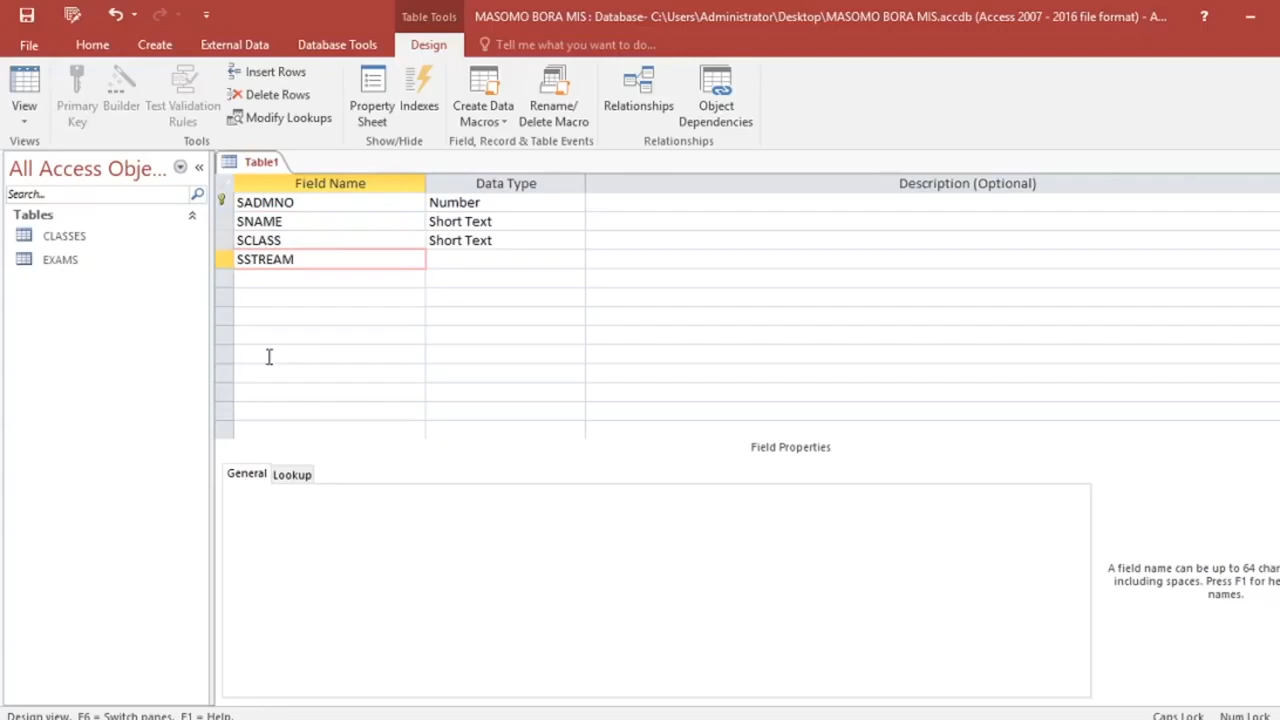 Table Tools
MASOMO BORA MIS : Database- C:\Users\Administrator\Desktop\MASOMO BORA MIS.accdb (Access 2007 - 2016 file format) - A...
?
File
Home
Create
External Data
Database Tools
Design
Tell me what you want to do...
View
Primary
Key
Builder
Test Validation
Rules
Insert Rows
Delete Rows
Modify Lookups
Property
Sheet
Indexes
Create Data
Macros
Rename/
Delete Macro
Relationships
Object
Dependencies
Views
Tools
Show/Hide
Field, Record & Table Events
Relationships
All Access Obje...
«
Search...
Tables
CLASSES
EXAMS
Table1
Field Name
Data Type
Description (Optional)
SADMNO
Number
SNAME
Short Text
SCLASS
Short Text
SSTREAM
Field Properties
General
Lookup
A field name can be up to 64 char
including spaces. Press F1 for he
names.
Design view. F6 = Switch panes. F1 = Help.
Caps Lock
Num Lock